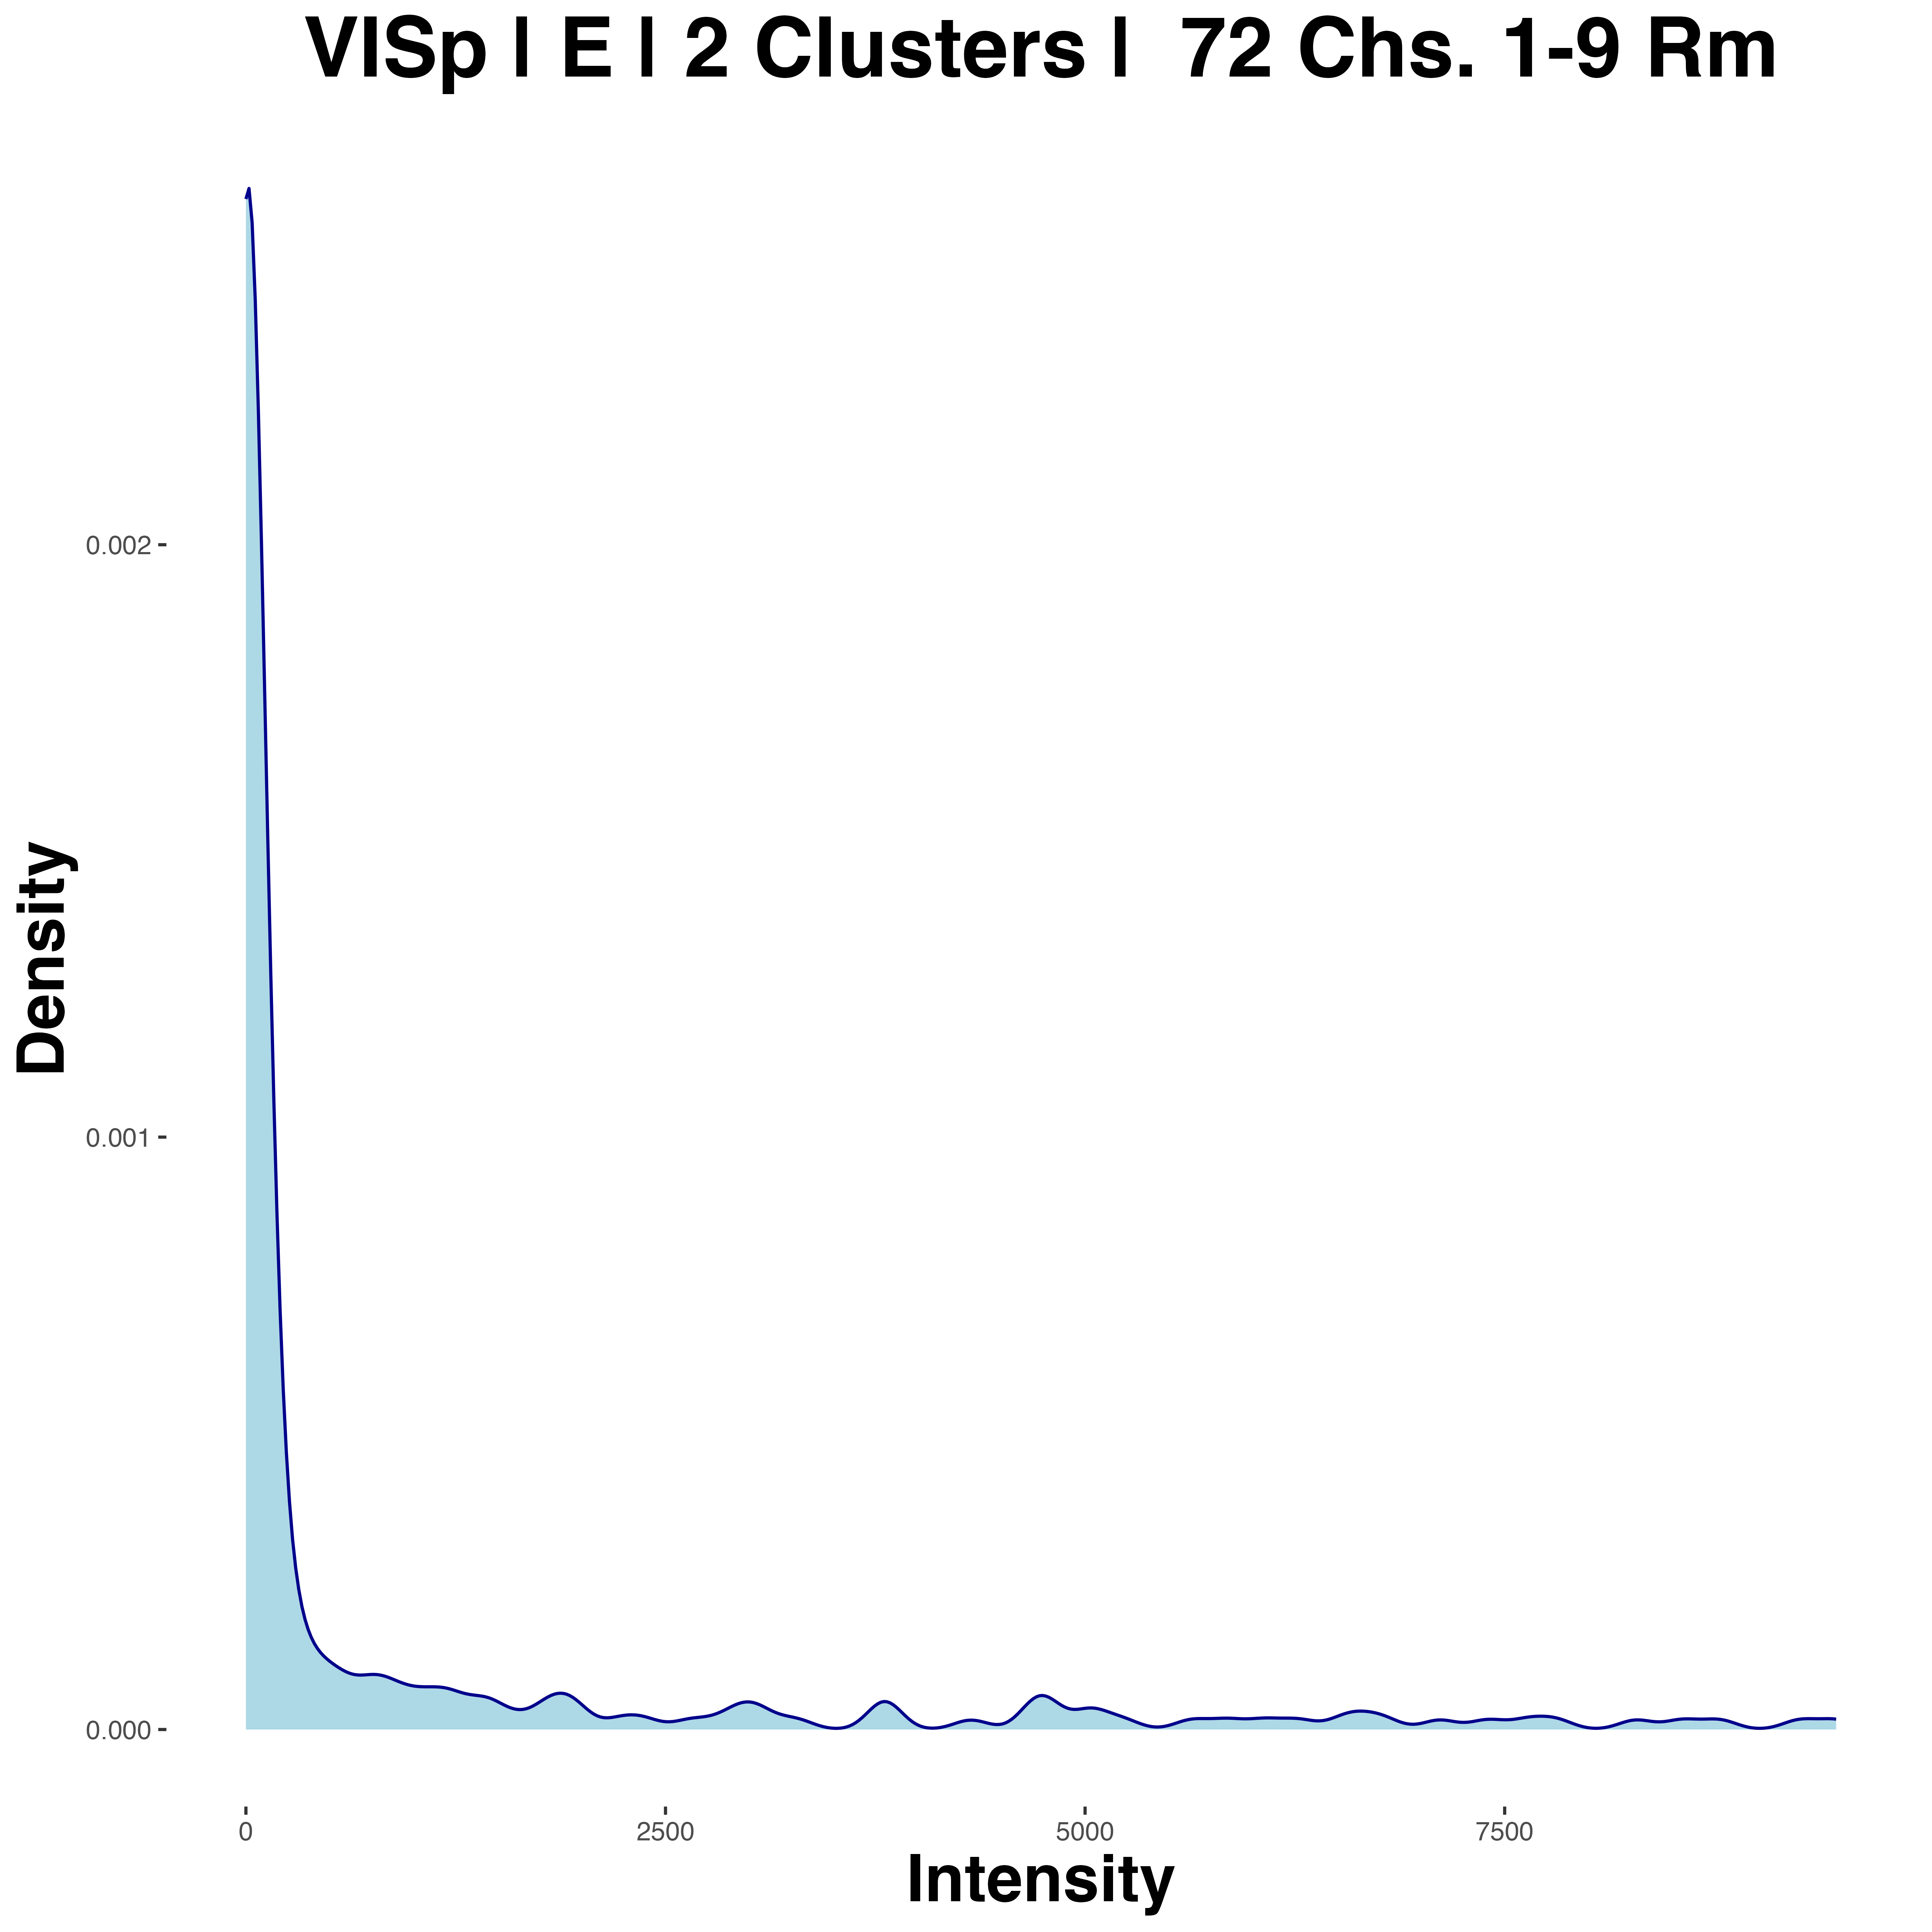 VISp | E | 2 Clusters |  72 Chs. 1-9 Rm
Density
0.002
0.001
0.000
0
2500
5000
7500
Intensity